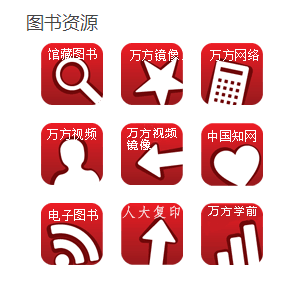 图书资源
馆藏图书
万方镜像
万方网络
万方视频
万方视频
镜像
中国知网
电子图书
人大复印
万方学前